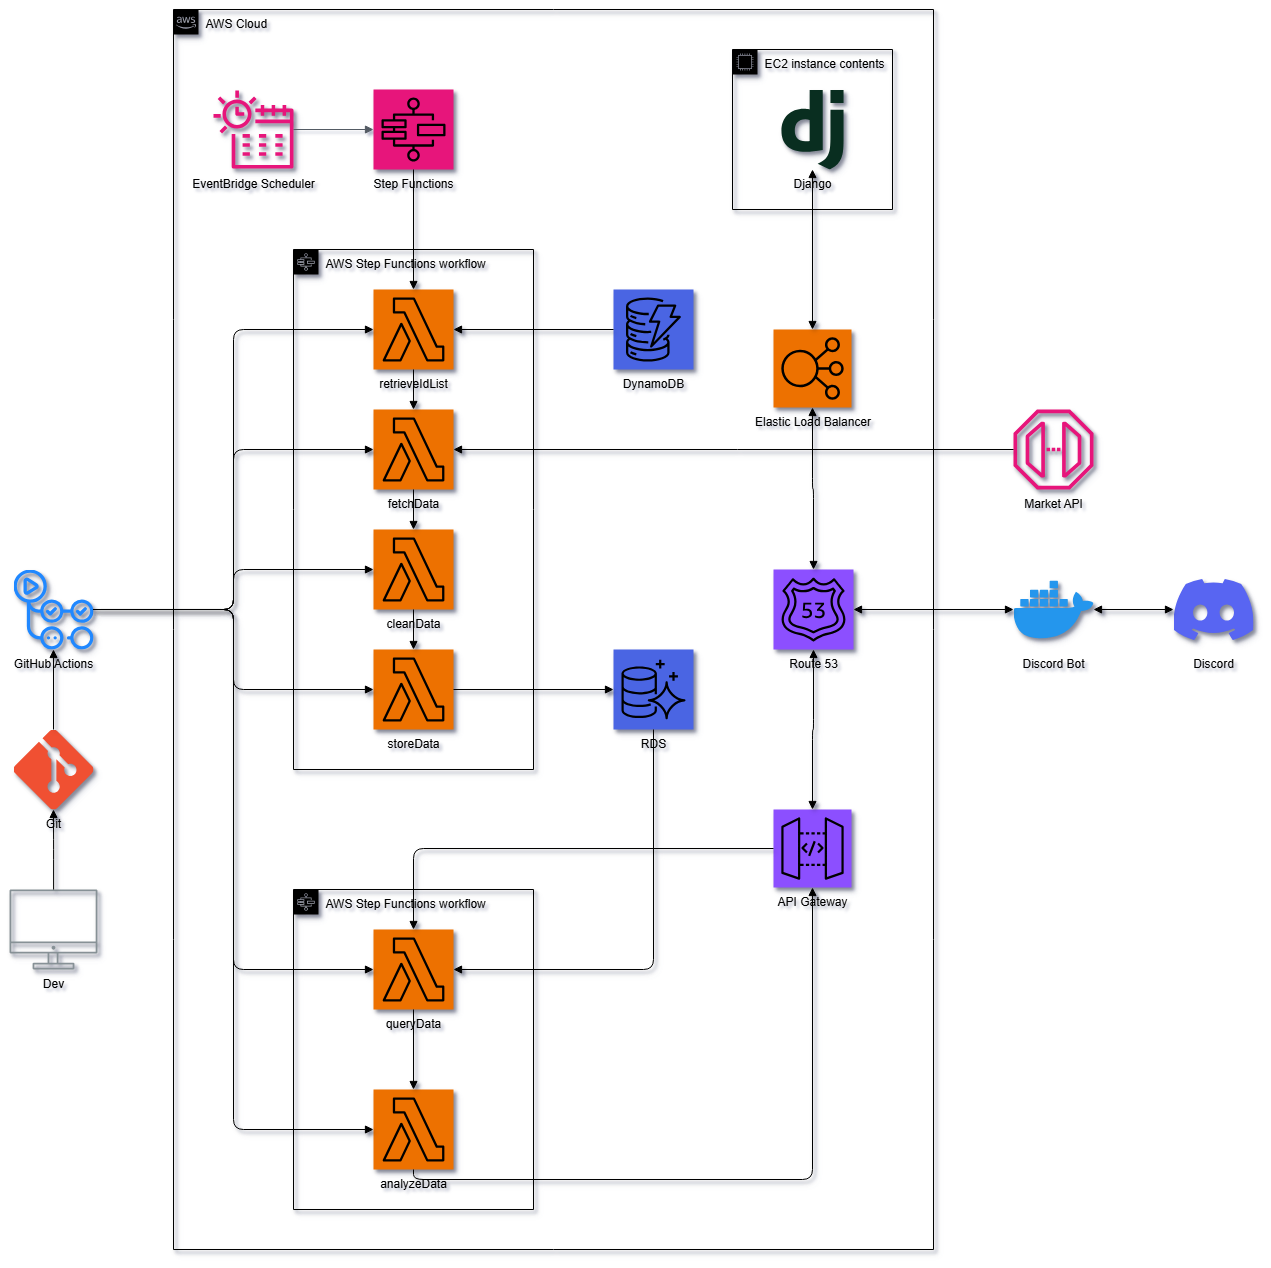 aws
AWS Cloud
EC2 instance contents
dj
Django
EventBridge Scheduler
Step Functions
AWS Step Functions workflow
retrieveIdList
DynamoDB
Elastic Load Balancer
fetchData
Market API
cleanData
53
Route 53
Discord Bot
Discord
GitHub Actions
storeData
RDS
Git
</>
API Gateway
AWS Step Functions workflow
Dev
queryData
analyzeData